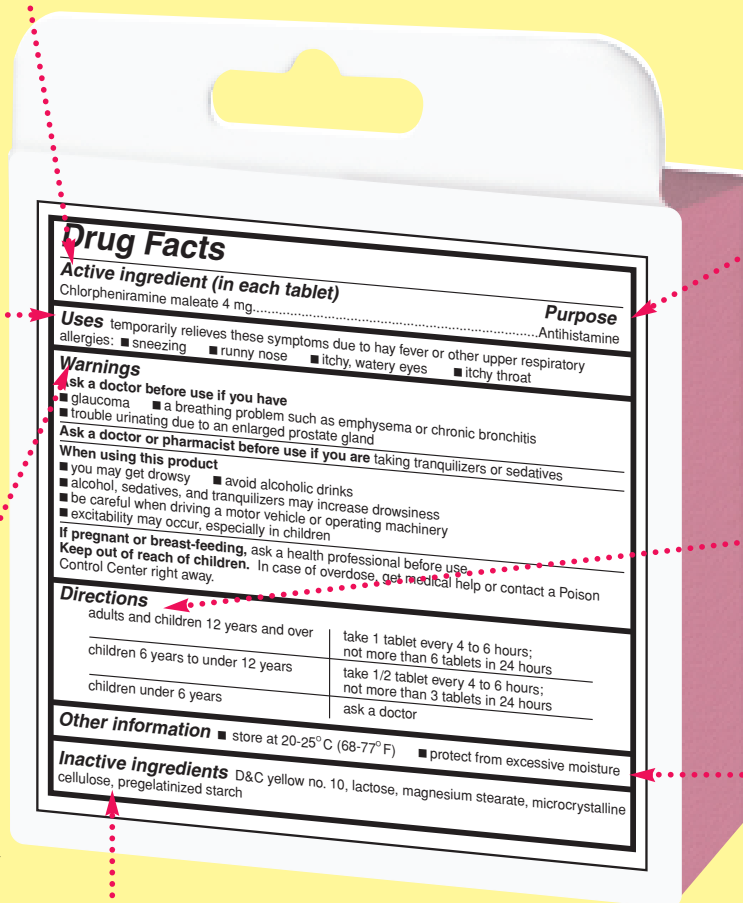 Drug Facts
Active ingredient (in each tablet)
Purpose
Chlorpheniramine maleate 4 mg......................................................................................Antihistamine
Uses temporarily relieves these symptoms due to hay fever or other upper respiratory
allergies: ■ sneezing ■ runny nose ■ itchy, watery eyes ■ itchy throat
Warnings
Ask a doctor before use if you have
■ glaucoma ■ a breathing problem such as emphysema or chronic bronchitis
■ trouble urinating due to an enlarged prostate gland
Ask a doctor or pharmacist before use if you are taking tranquilizers or sedatives
When using this product
■ you may get drowsy ■ avoid alcoholic drinks
■ alcohol, sedatives, and tranquilizers may increase drowsiness
■ be careful when driving a motor vehicle or operating machinery
■ excitability may occur, especially in children
If pregnant or breast-feeding, ask a health professional before use.
Keep out of reach of children. In case of overdose, get medical help or contact a Poison
Control Center right away.
Directions
adults and children 12 years and over
take 1 tablet every 4 to 6 hours;
not more than 6 tablets in 24 hours
children 6 years to under 12 years
take 1/2 tablet every 4 to 6 hours;
not more than 3 tablets in 24 hours
children under 6 years
ask a doctor
Other information ■ store at 20-25°C (68-77°F) ■ protect from excessive moisture
Inactive ingredients D&C yellow no. 10, lactose, magnesium stearate, microcrystalline
cellulose, pregelatinized starch